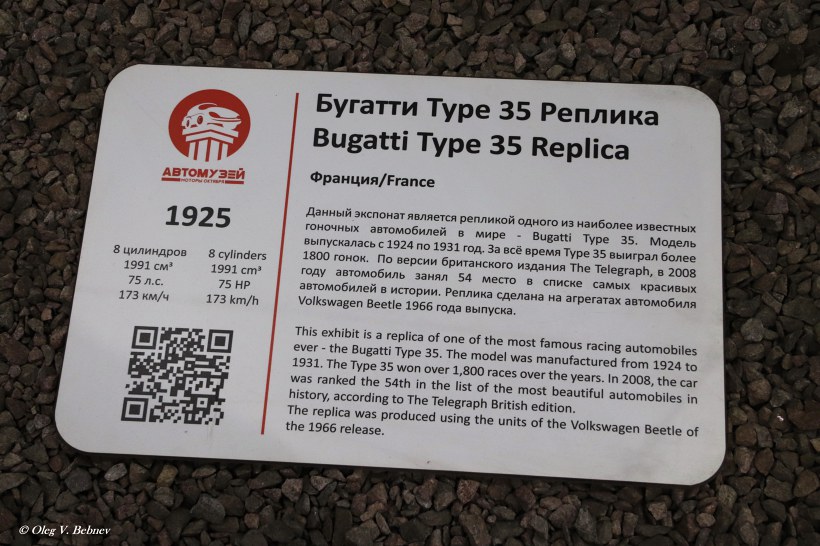 АВТОМУЗЕЙ
МОТОРЫ ОКТЯБРЯ
1925
8 цилиндров 8 cylinders
1991 см³ 1991 cm³
75 л.с. 75 HP
173 км/ч 173 km/h
Бугатти Type 35 Реплика
Bugatti Type 35 Replica
Франция/France
Данный экспонат является репликой одного из наиболее известных
гоночных автомобилей в мире - Bugatti Type 35. Модель
выпускалась с 1924 по 1931 год. За всё время Type 35 выиграл более
1800 гонок. По версии британского издания The Telegraph, в 2008
году автомобиль занял 54 место в списке самых красивых
автомобилей в истории. Реплика сделана на агрегатах автомобиля
Volkswagen Beetle 1966 года выпуска.
This exhibit is a replica of one of the most famous racing automobiles
ever - the Bugatti Type 35. The model was manufactured from 1924 to
1931. The Type 35 won over 1,800 races over the years. In 2008, the car
was ranked the 54th in the list of the most beautiful automobiles in
history, according to The Telegraph British edition.
The replica was produced using the units of the Volkswagen Beetle of
the 1966 release.
© Oleg V. Bebnev